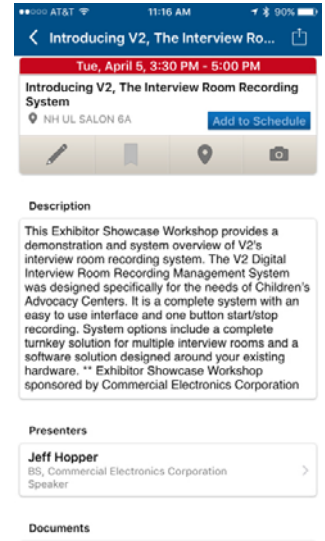 AT&T 11:16 AM 90%
Introducing V2, The Interview Ro...
Tue, April 5, 3:30 PM - 5:00 PM
Introducing V2, The Interview Room Recording
System
NH UL SALON 6A
Add to Schedule
Description
This Exhibitor Showcase Workshop provides a
demonstration and system overview of V2's
interview room recording system. The V2 Digital
Interview Room Recording Management System
was designed specifically for the needs of Children's
Advocacy Centers. It is a complete system with an
easy to use interface and one button start/stop
recording. System options include a complete
turnkey solution for multiple interview rooms and a
software solution designed around your existing
hardware. ** Exhibitor Showcase Workshop
sponsored by Commercial Electronics Corporation
Presenters
Jeff Hopper
BS, Commercial Electronics Corporation
Speaker
Documents